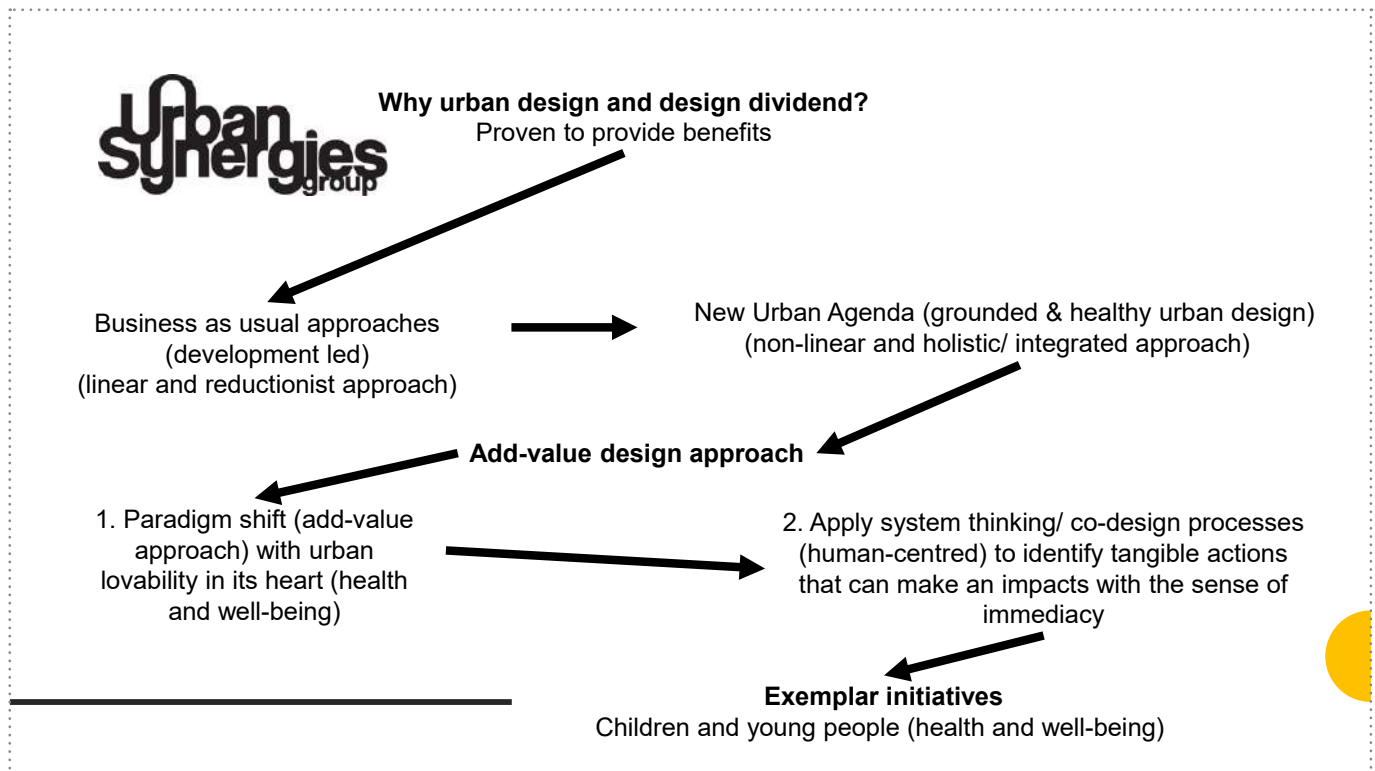 Urban
Synergies
group
Why urban design and design dividend?
Proven to provide benefits
Business as usual approaches
(development led)
(linear and reductionist approach)
New Urban Agenda (grounded & healthy urban design)
(non-linear and holistic/ integrated approach)
Add-value design approach
1. Paradigm shift (add-value
approach) with urban
lovability in its heart (health
and well-being)
2. Apply system thinking/ co-design processes
(human-centred) to identify tangible actions
that can make an impacts with the sense of
immediacy
Exemplar initiatives
Children and young people (health and well-being)